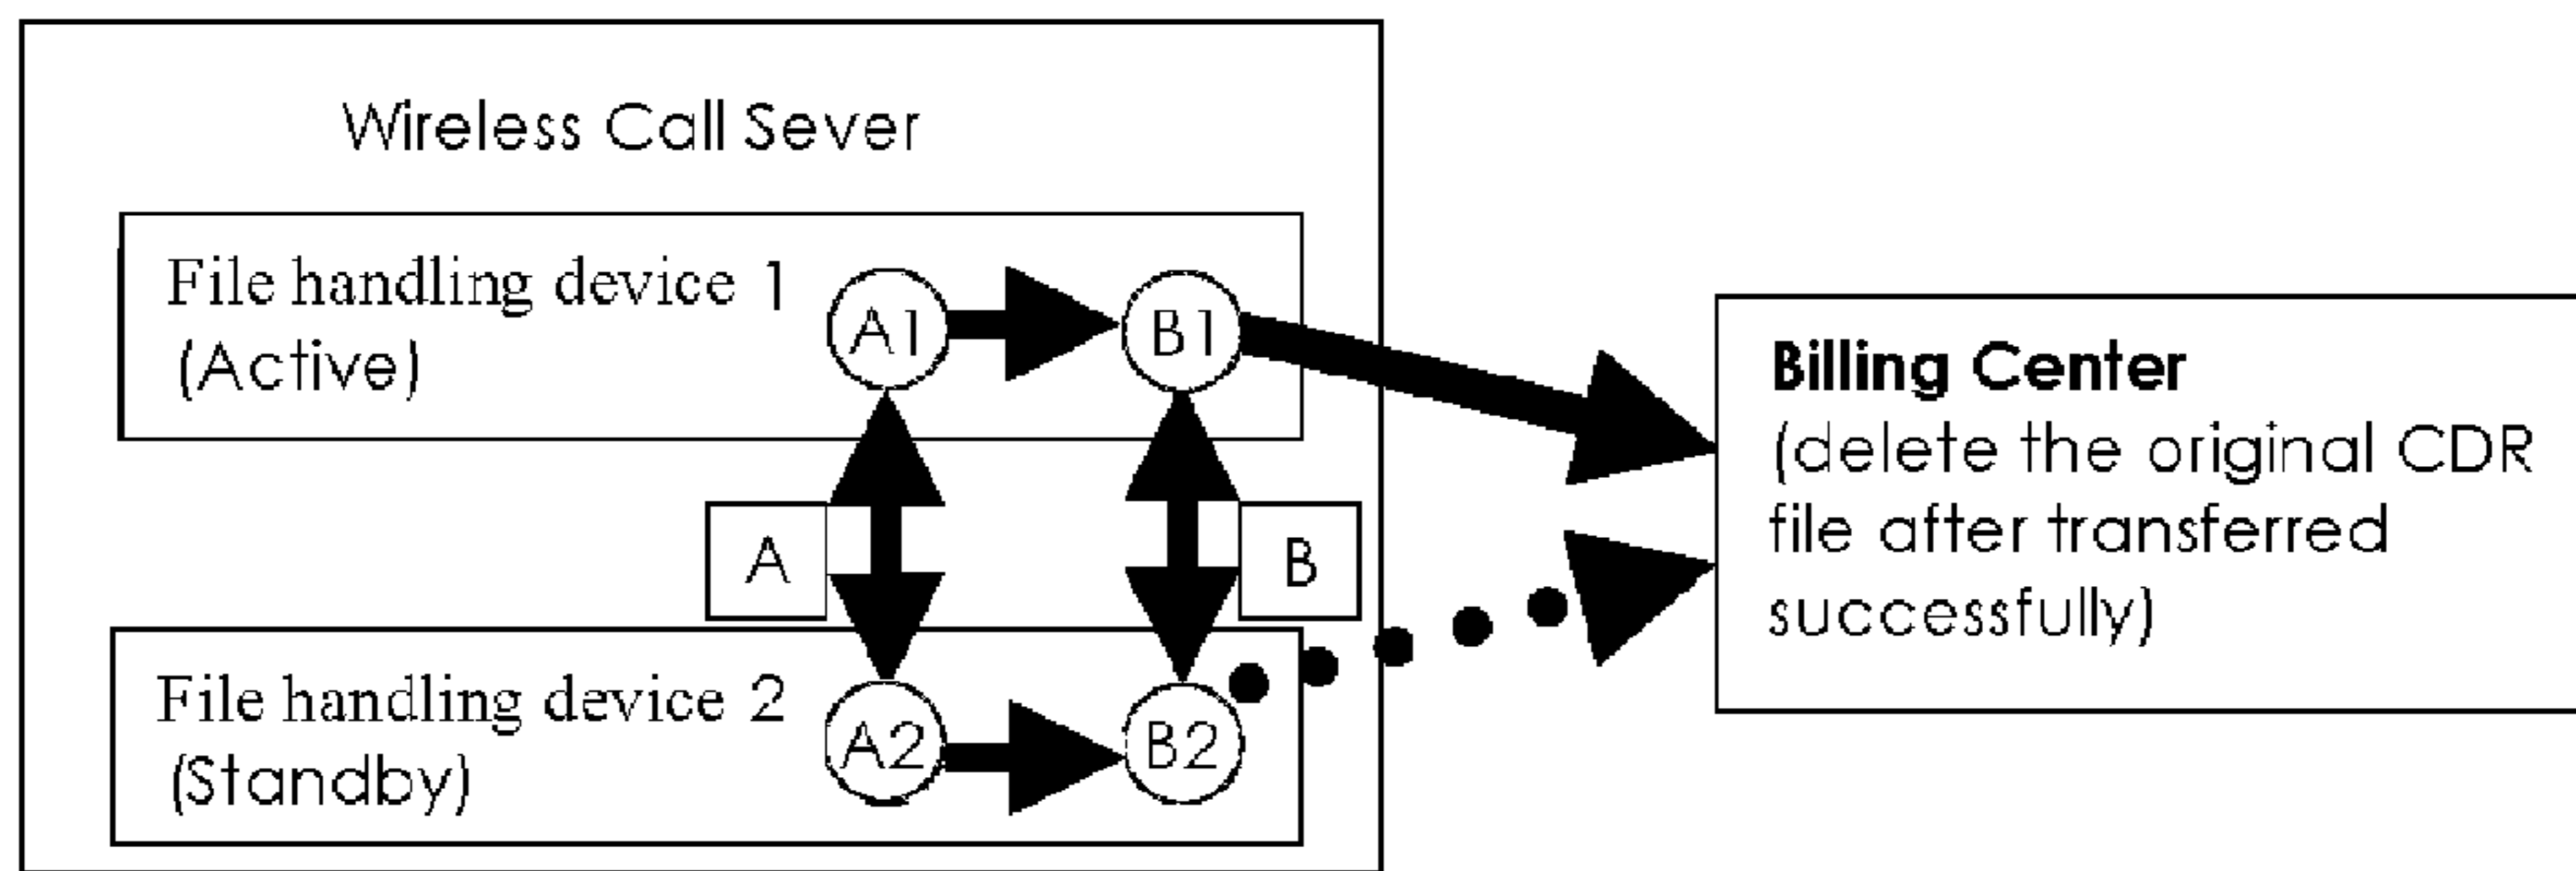 Wireless Call Sever
File handling device 1
(Active)
A1
B1
A
B
File handling device 2
(Standby)
A2
B2
Billing Center
(delete the original CDR
file after transferred
successfully)